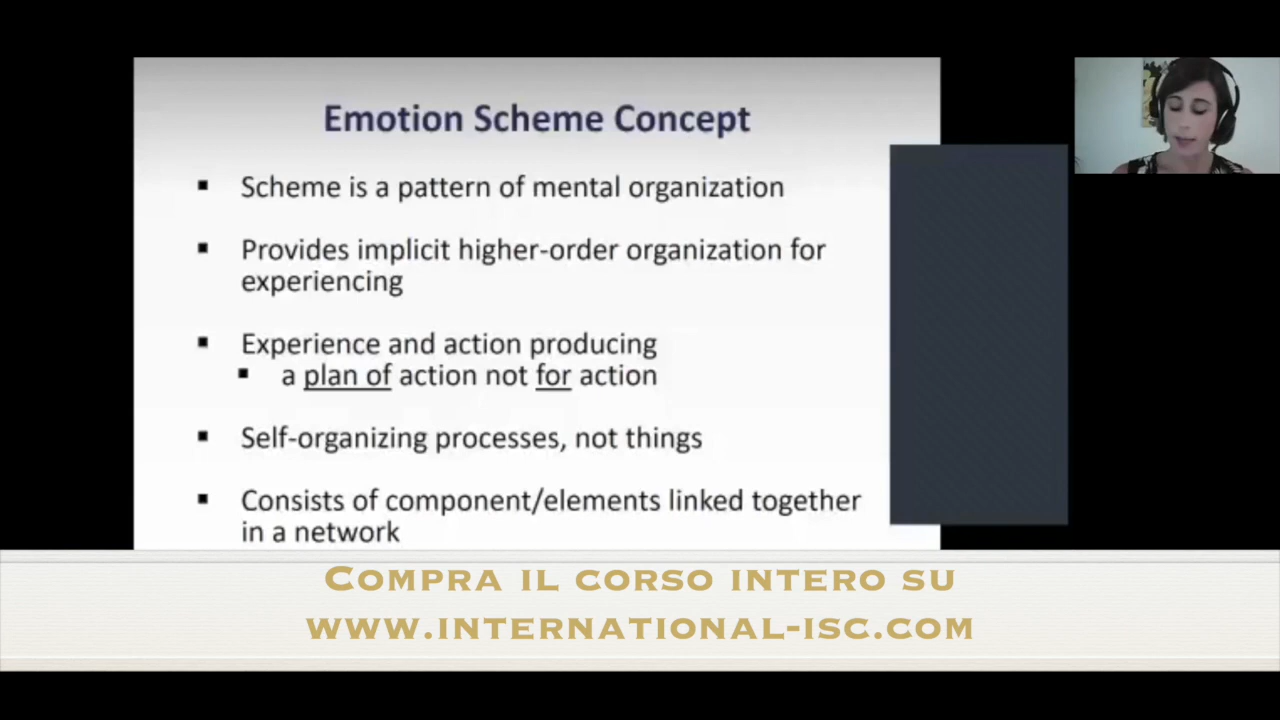 Emotion Scheme Concept
▪ Scheme is a pattern of mental organization
▪ Provides implicit higher-order organization for
experiencing
▪ Experience and action producing
▪ a plan of action not for action
▪ Self-organizing processes, not things
▪ Consists of component/elements linked together
in a network
Compra il corso intero su
www.international-isc.com